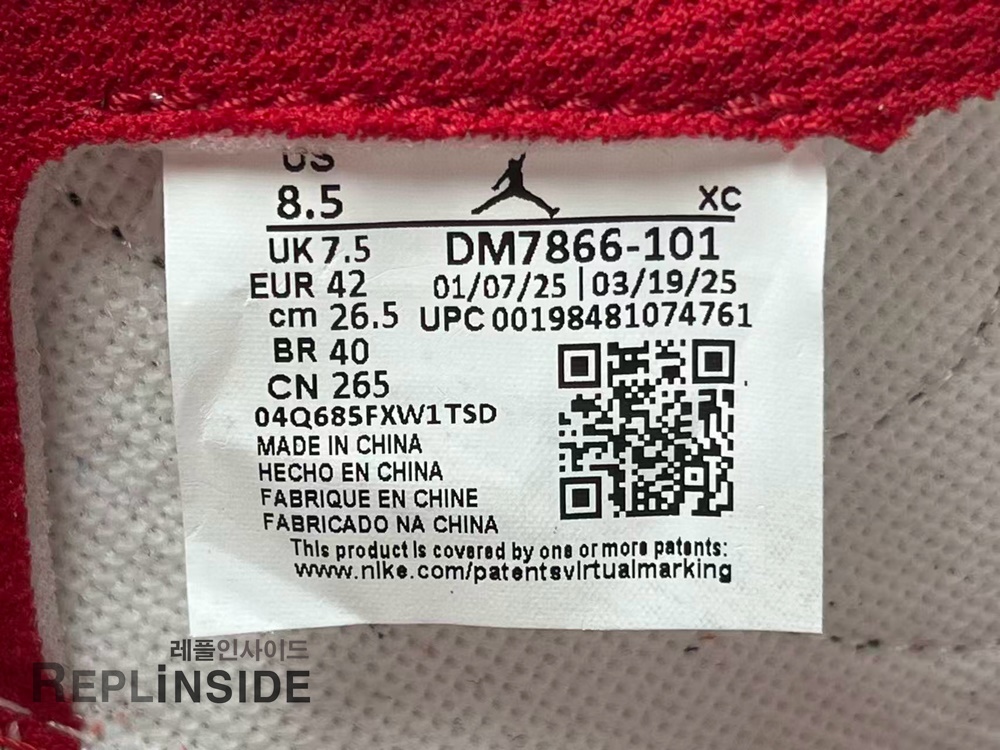 US
8.5
XC
UK 7.5 DM7866-101
EUR 42 01/07/25 | 03/19/25
cm 26.5 UPC 00198481074761
BR 40
CN 265
04Q685FXW1TSD
MADE IN CHINA
HECHO EN CHINA
FABRIQUE EN CHINE
FABRICADO NA CHINA
This product is covered by one or more patents:
www.nike.com/patentsvirtualmarking
레플인사이드
REPLINSIDE